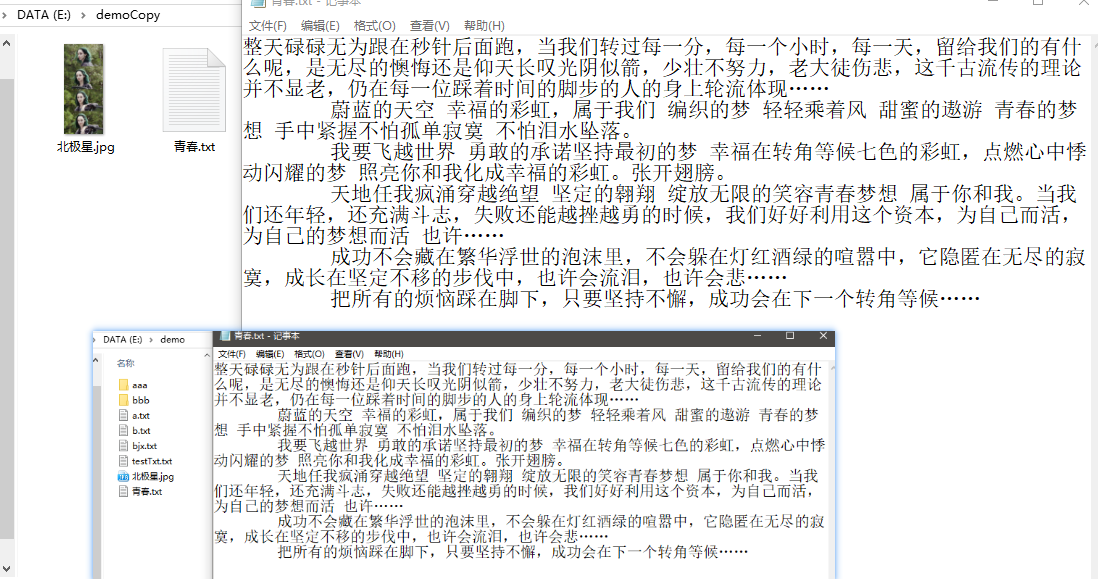 DATA (E:) > demoCopy
青春.txt - 记事本
文件(F) 编辑(E) 格式(O) 查看(V) 帮助(H)
北极星.jpg
青春.txt
整天碌碌无为跟在秒针后面跑，当我们转过每一分，每一个小时，每一天，留给我们的有什
么呢，是无尽的懊悔还是仰天长叹光阴似箭，少壮不努力，老大徒伤悲，这千古流传的理论
并不显老，仍在每一位踩着时间的脚步的人的身上轮流体现……
蔚蓝的天空 幸福的彩虹，属于我们 编织的梦 轻轻乘着风 甜蜜的遨游 青春的梦
想 手中紧握不怕孤单寂寞 不怕泪水坠落。
我要飞越世界 勇敢的承诺坚持最初的梦 幸福在转角等候七色的彩虹，点燃心中悸
动闪耀的梦 照亮你和我化成幸福的彩虹。张开翅膀。
天地任我疯涌穿越绝望 坚定的翱翔 绽放无限的笑容青春梦想 属于你和我。当我
们还年轻，还充满斗志，失败还能越挫越勇的时候，我们好好利用这个资本，为自己而活，
为自己的梦想而活 也许……
成功不会藏在繁华浮世的泡沫里，不会躲在灯红酒绿的喧嚣中，它隐匿在无尽的寂
寞，成长在坚定不移的步伐中，也许会流泪，也许会悲……
把所有的烦恼踩在脚下，只要坚持不懈，成功会在下一个转角等候……
DATA (E:) > demo
名称
aaa
bbb
a.txt
b.txt
bjx.txt
testTxt.txt
北极星.jpg
青春.txt
青春.txt - 记事本
文件(F) 编辑(E) 格式(O) 查看(V) 帮助(H)
整天碌碌无为跟在秒针后面跑，当我们转过每一分，每一个小时，每一天，留给我们的有什
么呢，是无尽的懊悔还是仰天长叹光阴似箭，少壮不努力，老大徒伤悲，这千古流传的理论
并不显老，仍在每一位踩着时间的脚步的人的身上轮流体现……
蔚蓝的天空 幸福的彩虹，属于我们 编织的梦 轻轻乘着风 甜蜜的遨游 青春的梦
想 手中紧握不怕孤单寂寞 不怕泪水坠落。
我要飞越世界 勇敢的承诺坚持最初的梦 幸福在转角等候七色的彩虹，点燃心中悸
动闪耀的梦 照亮你和我化成幸福的彩虹。张开翅膀。
天地任我疯涌穿越绝望 坚定的翱翔 绽放无限的笑容青春梦想 属于你和我。当我
们还年轻，还充满斗志，失败还能越挫越勇的时候，我们好好利用这个资本，为自己而活，
为自己的梦想而活 也许……
成功不会藏在繁华浮世的泡沫里，不会躲在灯红酒绿的喧嚣中，它隐匿在无尽的寂
寞，成长在坚定不移的步伐中，也许会流泪，也许会悲……
把所有的烦恼踩在脚下，只要坚持不懈，成功会在下一个转角等候……